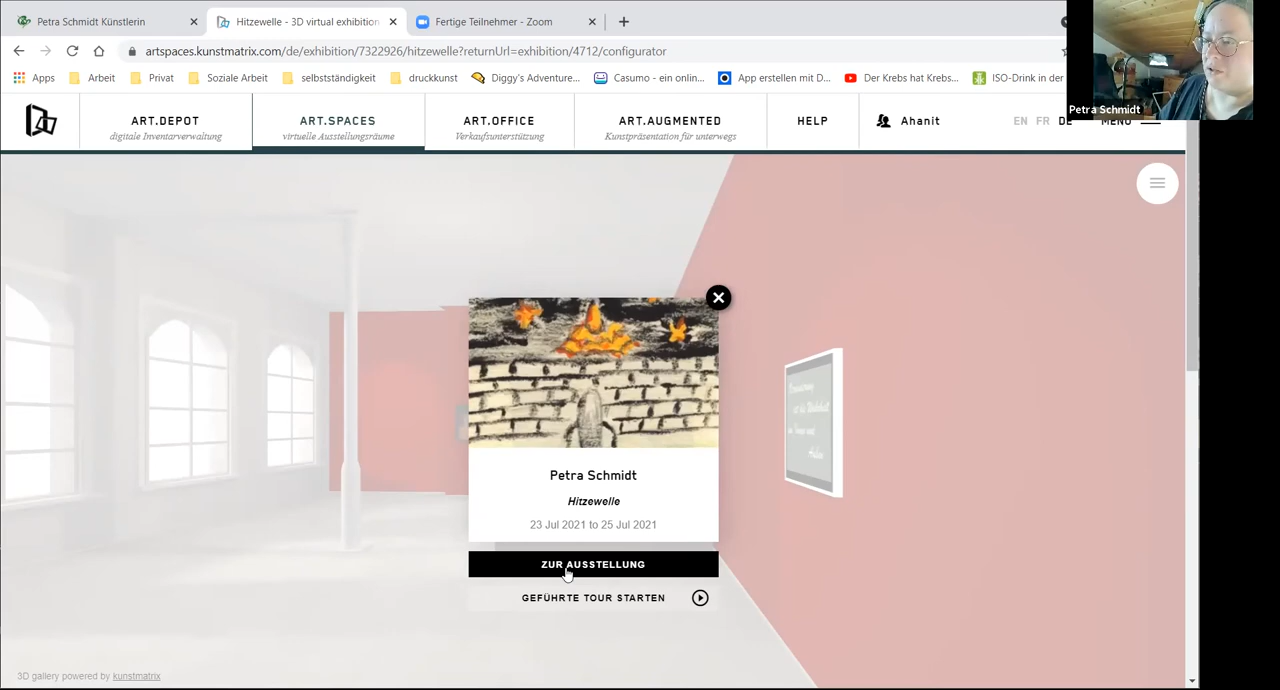 Petra Schmidt Künstlerin
Hitzewelle - 3D virtual exhibition
Fertige Teilnehmer - Zoom
artspaces.kunstmatrix.com/de/exhibition/7322926/hitzewelle?returnUrl=exhibition/4712/configurator
Apps
Arbeit
Privat
Soziale Arbeit
selbstständigkeit
druckkunst
Diggy's Adventure...
Casumo - ein onlin...
App erstellen mit D...
Der Krebs hat Krebs...
ISO-Drink in der
Petra Schmidt
ART.DEPOT
digitale Inventarverwaltung
ART.SPACES
virtuelle Ausstellungsräume
ART.OFFICE
Verkaufsunterstützung
ART.AUGMENTED
Kunstpräsentation für unterwegs
HELP
Ahanit
EN FR DE
MENU
Petra Schmidt
Hitzewelle
23 Jul 2021 to 25 Jul 2021
ZUR AUSSTELLUNG
GEFÜHRTE TOUR STARTEN
3D gallery powered by kunstmatrix